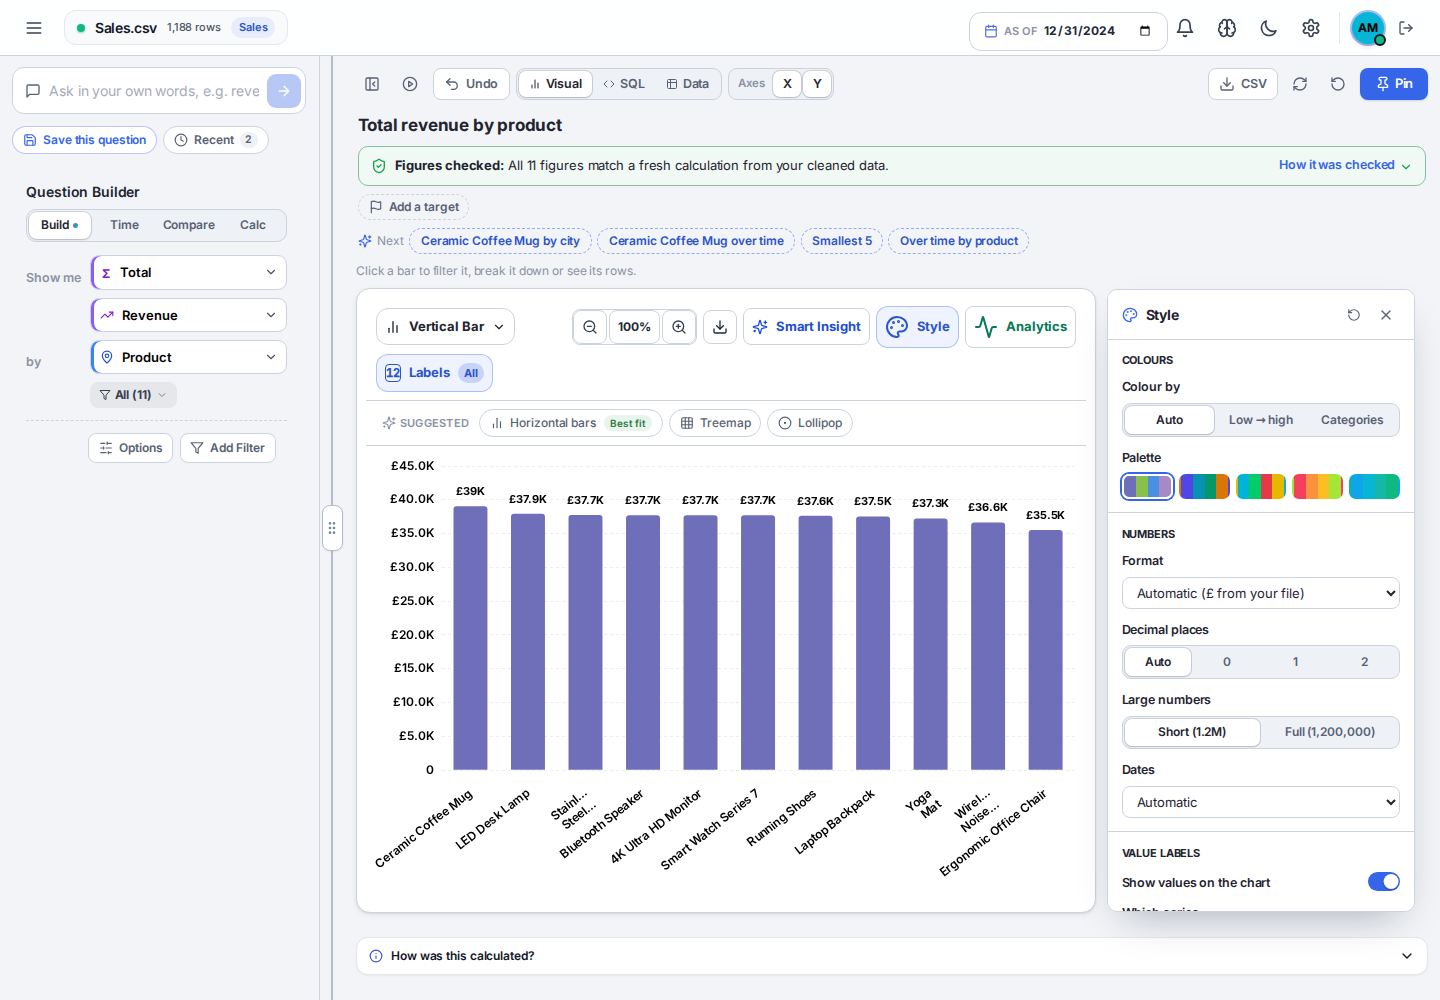 Sales.csv 1,188 rows Sales
AS OF 12/31/2024
AM
Ask in your own words, e.g. reve
Undo
Visual SQL Data
Axes X Y
CSV
Pin
Save this question
Recent 2
Total revenue by product
Figures checked: All 11 figures match a fresh calculation from your cleaned data.
How it was checked
Add a target
Next Ceramic Coffee Mug by city Ceramic Coffee Mug over time Smallest 5 Over time by product
Click a bar to filter it, break it down or see its rows.
Question Builder
Build Time Compare Calc
Show me Σ Total
Revenue
by Product
All (11)
Options Add Filter
Vertical Bar
100%
Smart Insight
Style
Analytics
12 Labels All
SUGGESTED Horizontal bars Best fit Treemap Lollipop
£45.0K
£40.0K
£35.0K
£30.0K
£25.0K
£20.0K
£15.0K
£10.0K
£5.0K
0
£39K £37.9K £37.7K £37.7K £37.7K £37.7K £37.6K £37.5K £37.3K £36.6K £35.5K
Ceramic Coffee Mug
LED Desk Lamp
Stainl...
Steel...
Bluetooth Speaker
4K Ultra HD Monitor
Smart Watch Series 7
Running Shoes
Laptop Backpack
Yoga
Mat
Wirel...
Noise...
Ergonomic Office Chair
Style
COLOURS
Colour by
Auto Low → high Categories
Palette
NUMBERS
Format
Automatic (£ from your file)
Decimal places
Auto 0 1 2
Large numbers
Short (1.2M) Full (1,200,000)
Dates
Automatic
VALUE LABELS
Show values on the chart
How was this calculated?